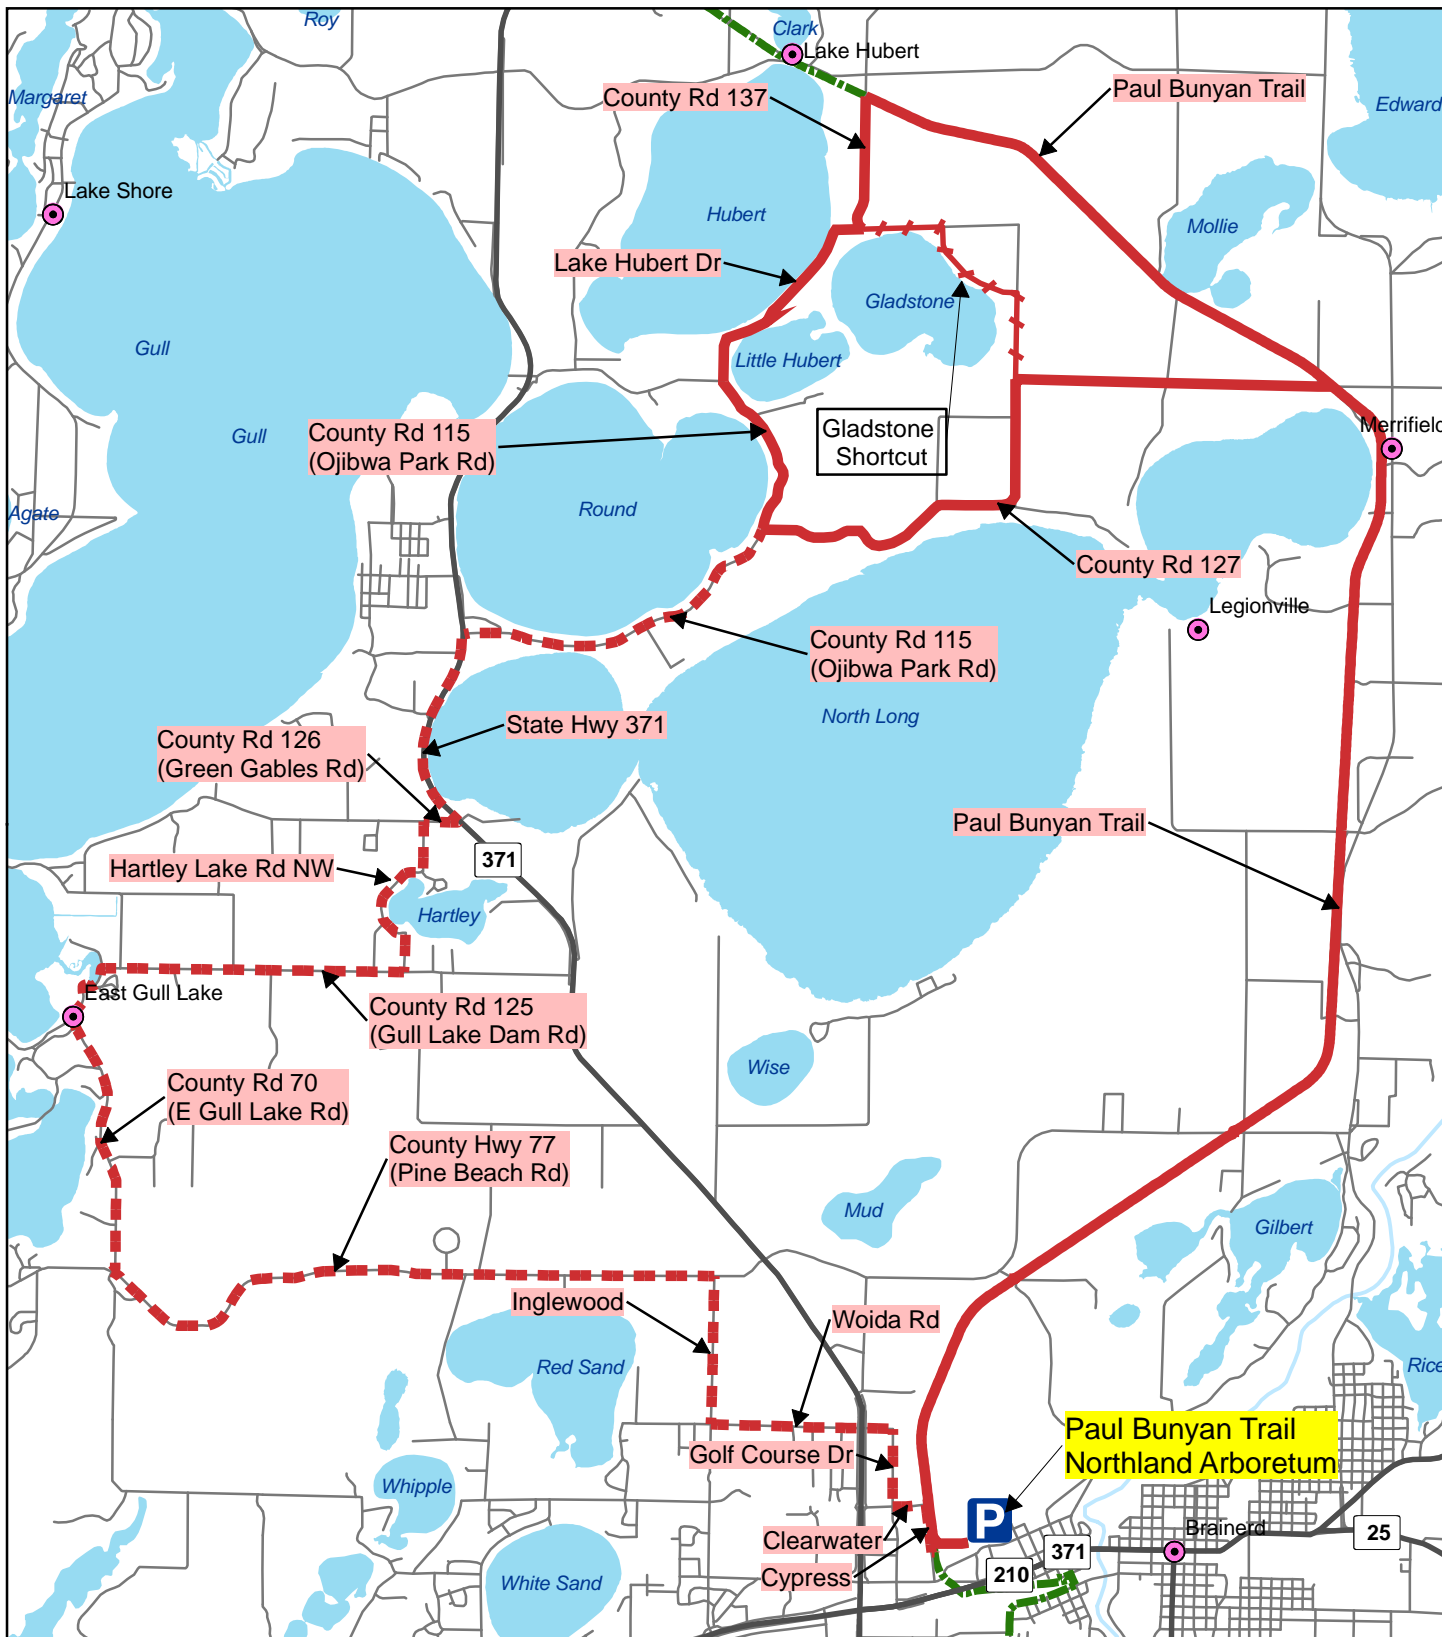 Roy
Clark
Lake Hubert
Margaret
County Rd 137
Paul Bunyan Trail
Edward
Lake Shore
Hubert
Mollie
Lake Hubert Dr
Gladstone
Gull
Little Hubert
Gull
County Rd 115
(Ojibwa Park Rd)
Gladstone
Shortcut
Merrifield
Agate
Round
County Rd 127
Legionville
County Rd 115
(Ojibwa Park Rd)
North Long
State Hwy 371
County Rd 126
(Green Gables Rd)
Paul Bunyan Trail
371
Hartley Lake Rd NW
Hartley
East Gull Lake
County Rd 125
(Gull Lake Dam Rd)
Wise
County Rd 70
(E Gull Lake Rd)
County Hwy 77
(Pine Beach Rd)
Mud
Gilbert
Inglewood
Woida Rd
Red Sand
Rice
Paul Bunyan Trail
Northland Arboretum
Golf Course Dr
Whipple
P
Clearwater
Brainerd
25
371
210
Cypress
White Sand